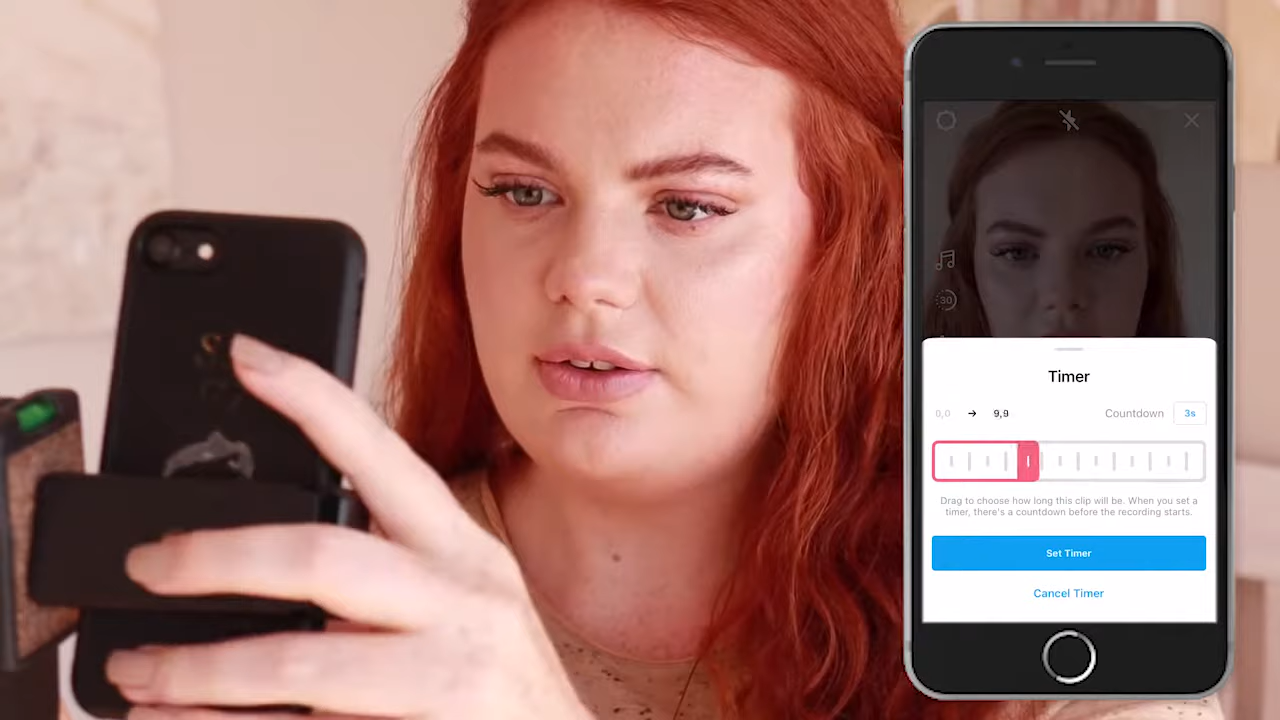 30
Timer
0,0 → 9,9 Countdown 3s
Drag to choose how long this clip will be. When you set a
timer, there's a countdown before the recording starts.
Set Timer
Cancel Timer